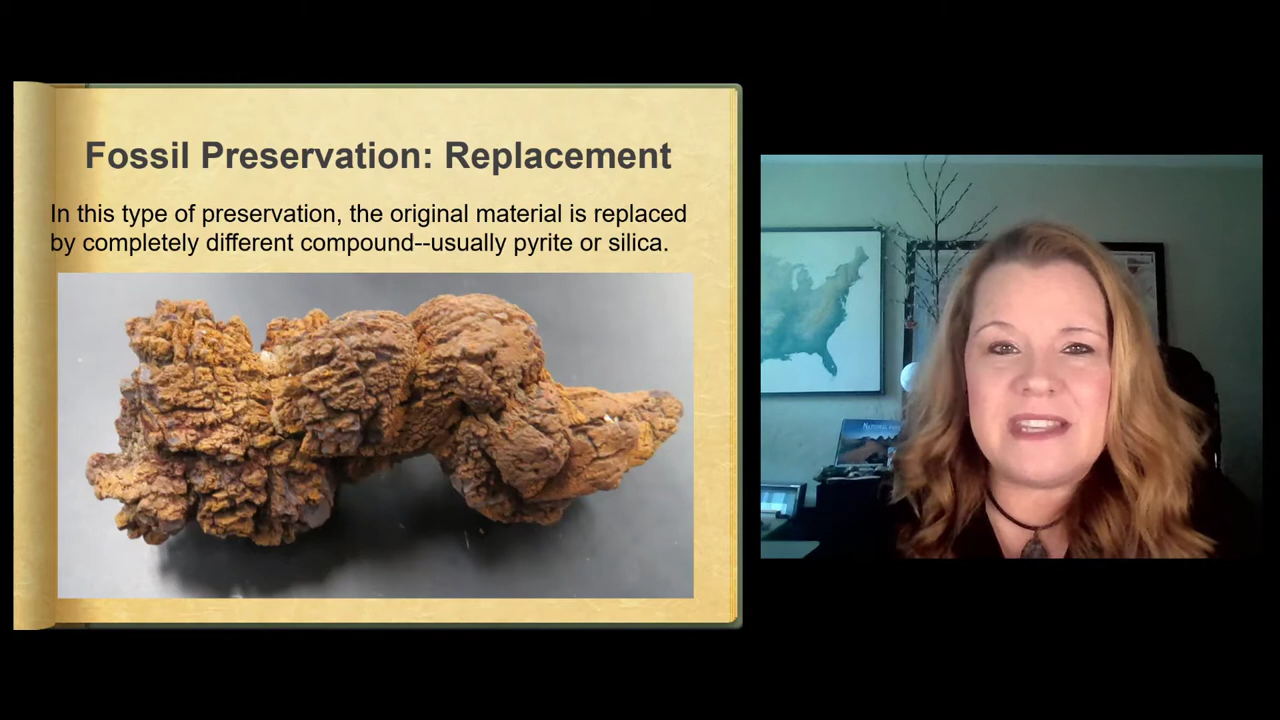 Fossil Preservation: Replacement
In this type of preservation, the original material is replaced
by completely different compound--usually pyrite or silica.